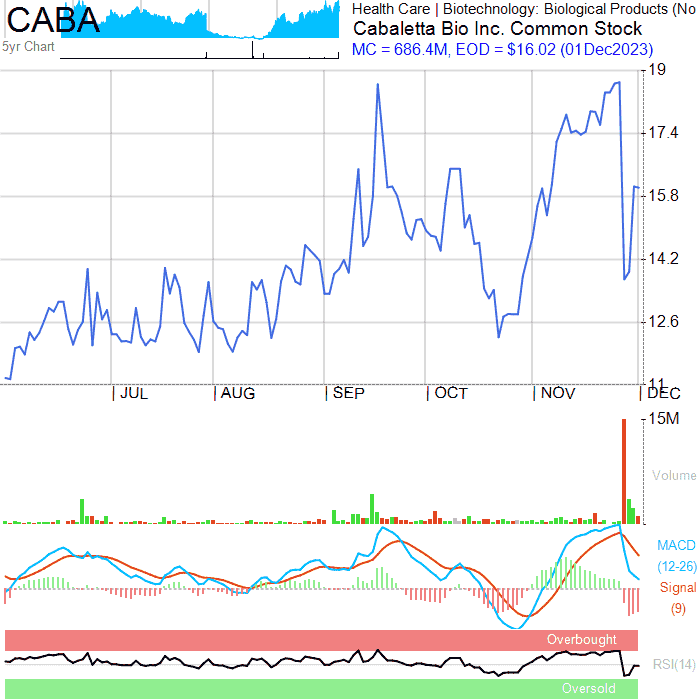 CABA
Health Care | Biotechnology: Biological Products (No
Cabaletta Bio Inc. Common Stock
5yr Chart
MC = 686.4M, EOD = $16.02 (01Dec2023)
19
17.4
15.8
14.2
12.6
11
| JUL | AUG | SEP | OCT | NOV | DEC
15M
Volume
MACD
(12-26)
Signal
(9)
Overbought
RSI(14)
Oversold